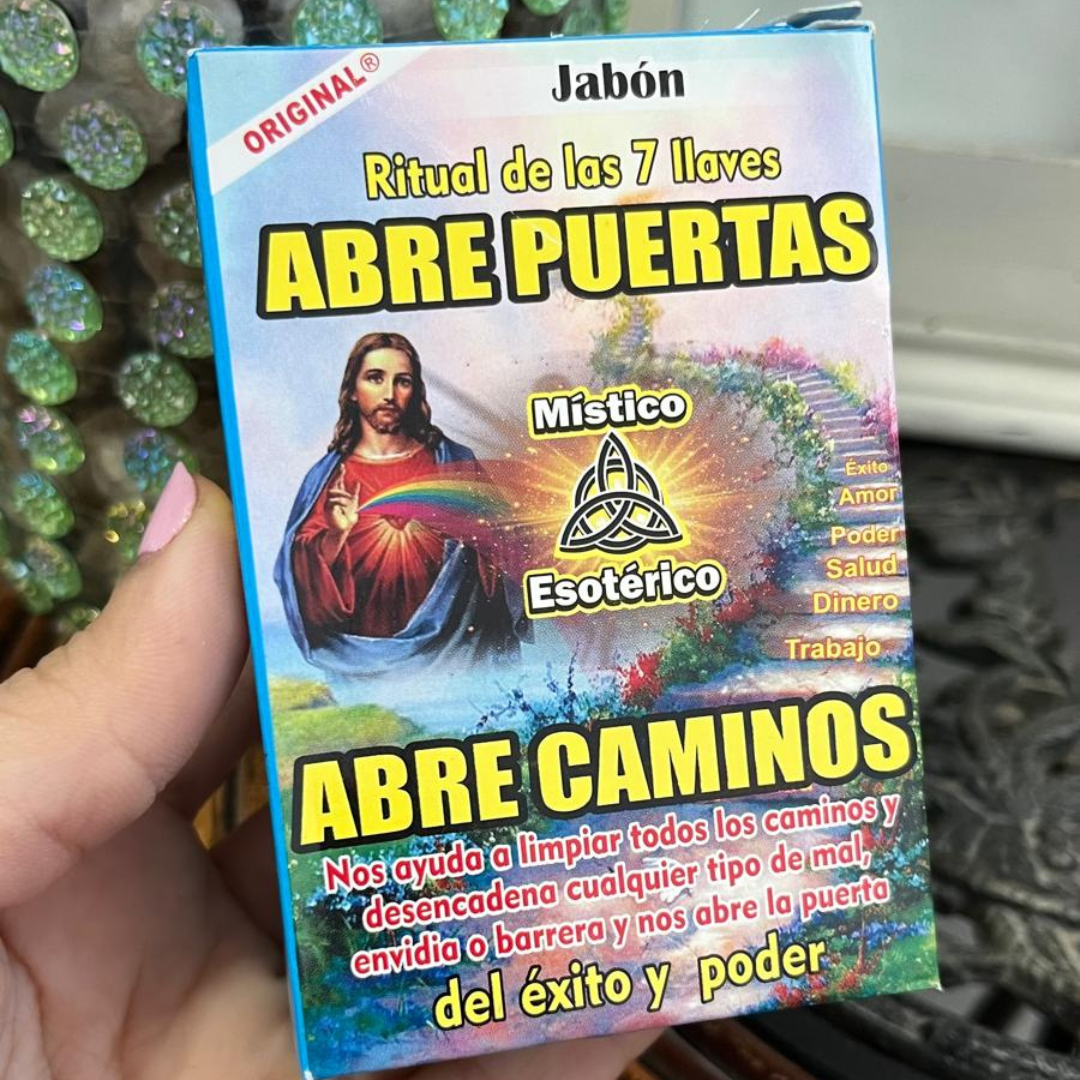 ORIGINAL®
Jabón
Ritual de las 7 llaves
ABRE PUERTAS
Místico
Esotérico
Éxito
Amor
Poder
Salud
Dinero
Trabajo
ABRE CAMINOS
Nos ayuda a limpiar todos los caminos y
desencadena cualquier tipo de mal,
envidia o barrera y nos abre la puerta
del éxito y poder